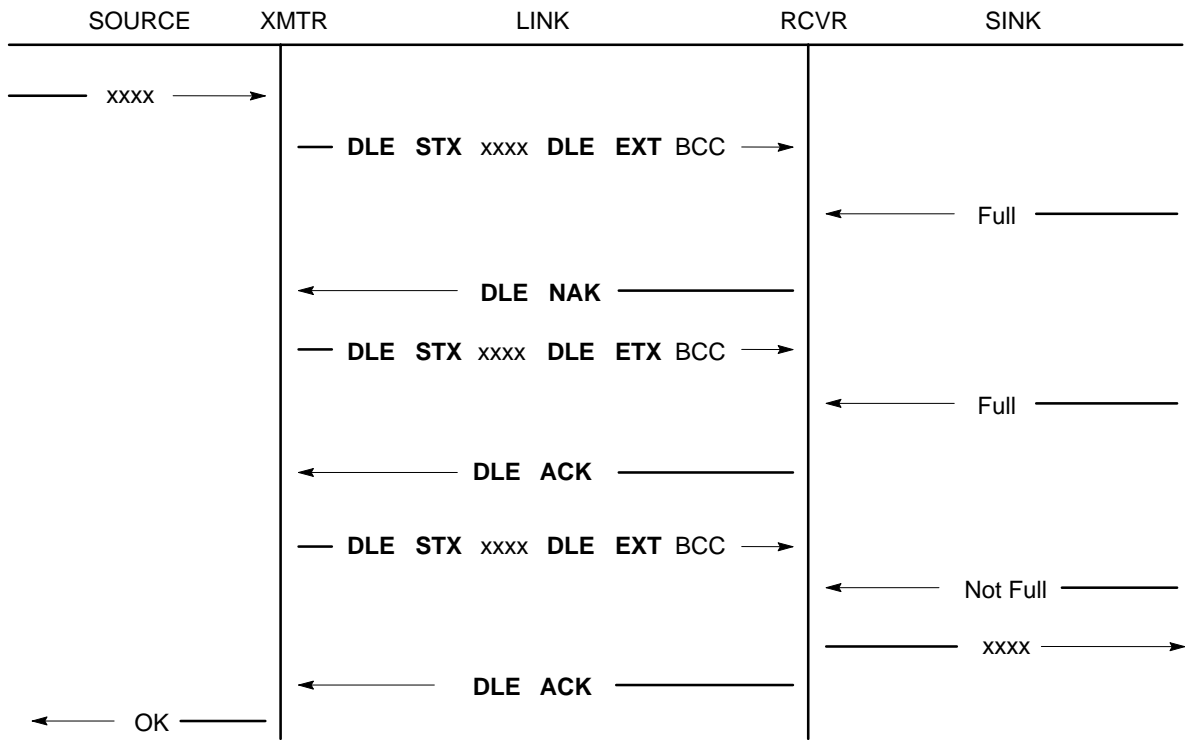 SOURCE XMTR LINK RCVR SINK
xxxx
DLE STX xxxx DLE EXT BCC
Full
DLE NAK
DLE STX xxxx DLE ETX BCC
Full
DLE ACK
DLE STX xxxx DLE EXT BCC
Not Full
xxxx
DLE ACK
OK